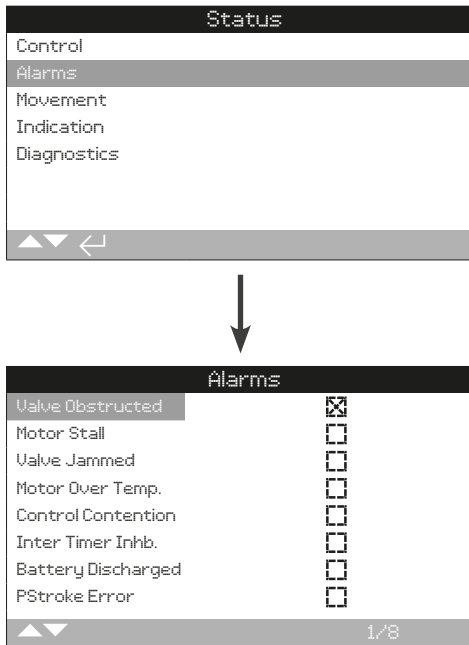 Status
Control
Alarms
Movement
Indication
Diagnostics
Alarms
Valve Obstructed
Motor Stall
Valve Jammed
Motor Over Temp.
Control Contention
Inter Timer Inhb.
Battery Discharged
PStroke Error
1/8